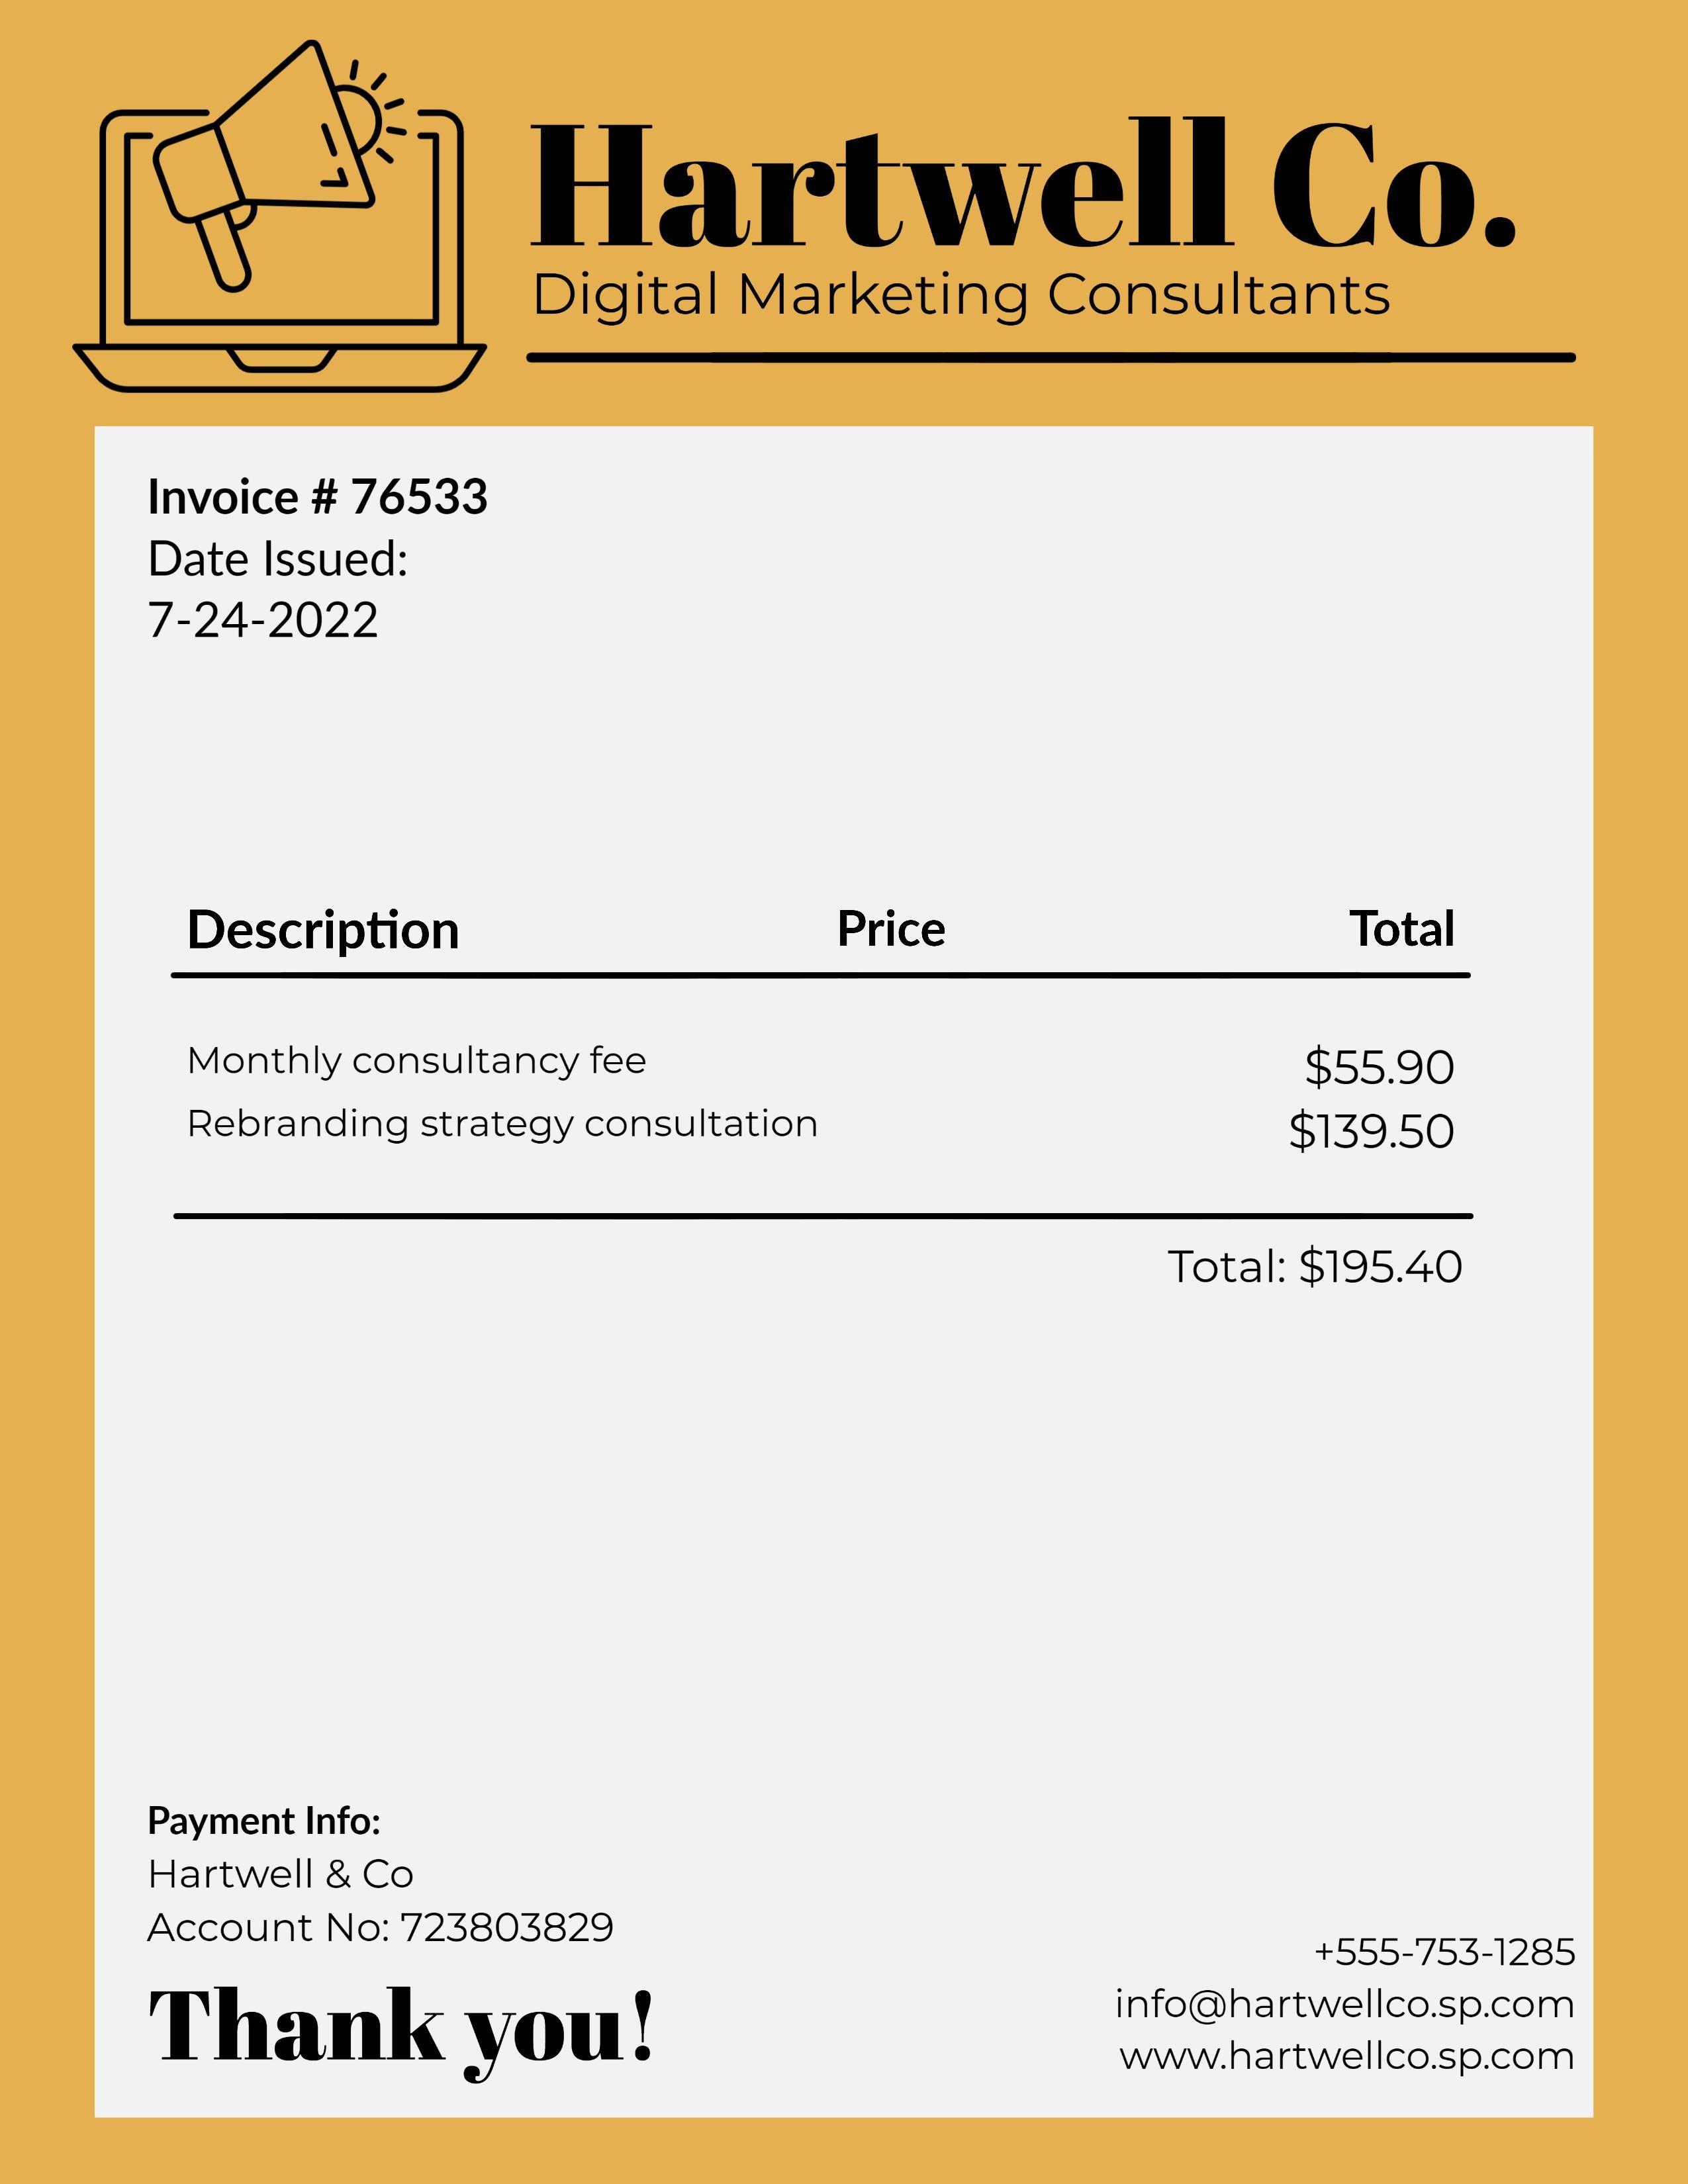 Hartwell Co.
Digital Marketing Consultants
Invoice # 76533
Date Issued:
7-24-2022
Description Price Total
Monthly consultancy fee $55.90
Rebranding strategy consultation $139.50
Total: $195.40
Payment Info:
Hartwell & Co
Account No: 723803829
Thank you!
+555-753-1285
info@hartwellco.sp.com
www.hartwellco.sp.com